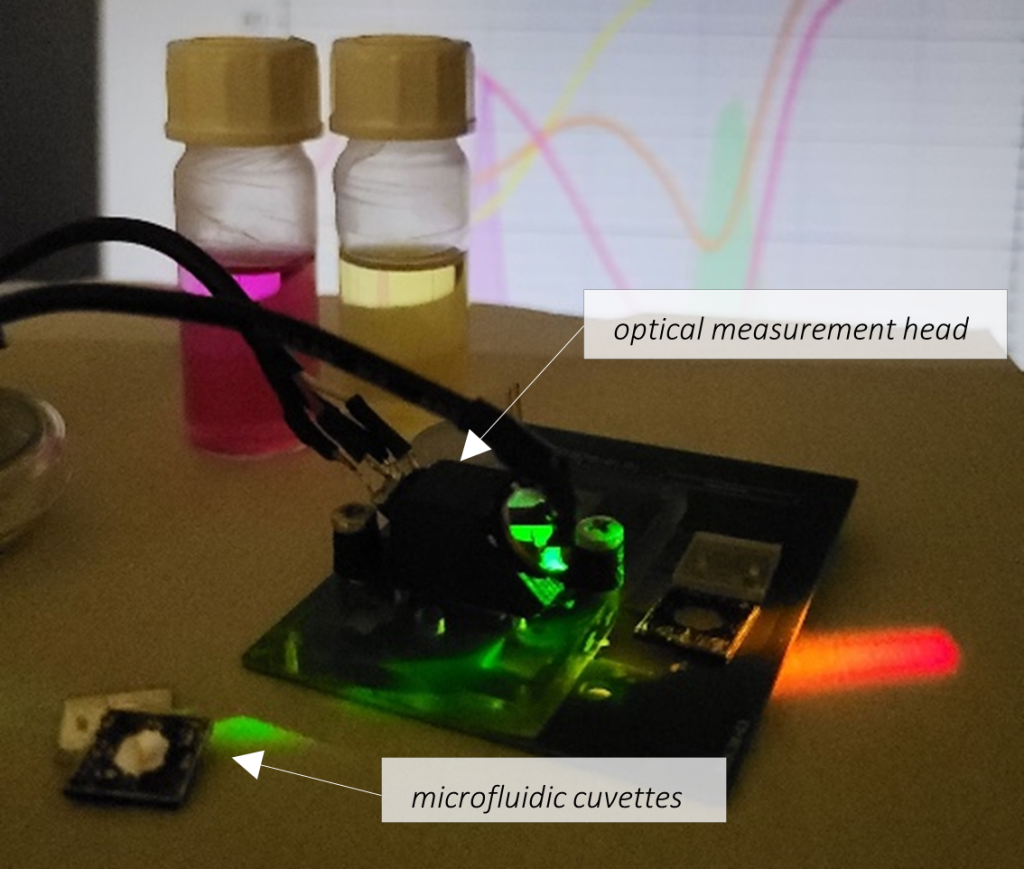 optical measurement head
microfluidic cuvettes